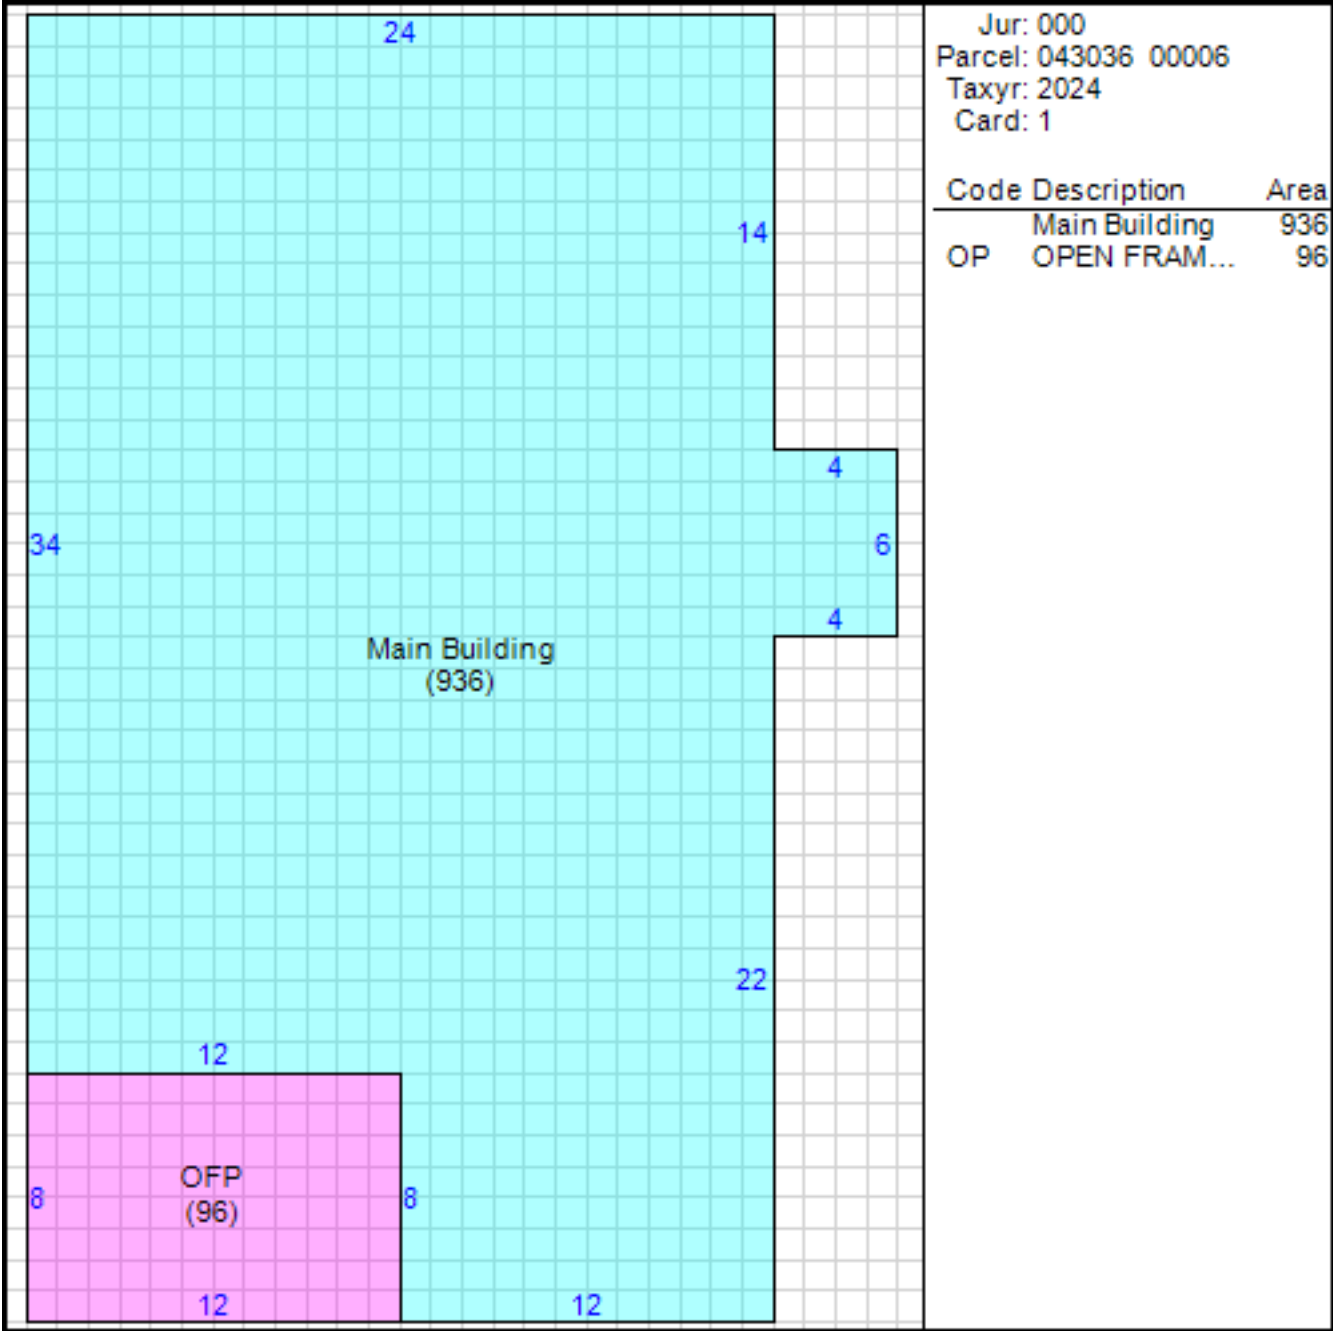 Jur: 000
Parcel: 043036 00006
Taxyr: 2024
Card: 1
Code Description Area
Main Building 936
OP OPEN FRAM... 96
24
14
4
34
6
4
Main Building
(936)
22
12
OFP
(96)
8
8
12
12